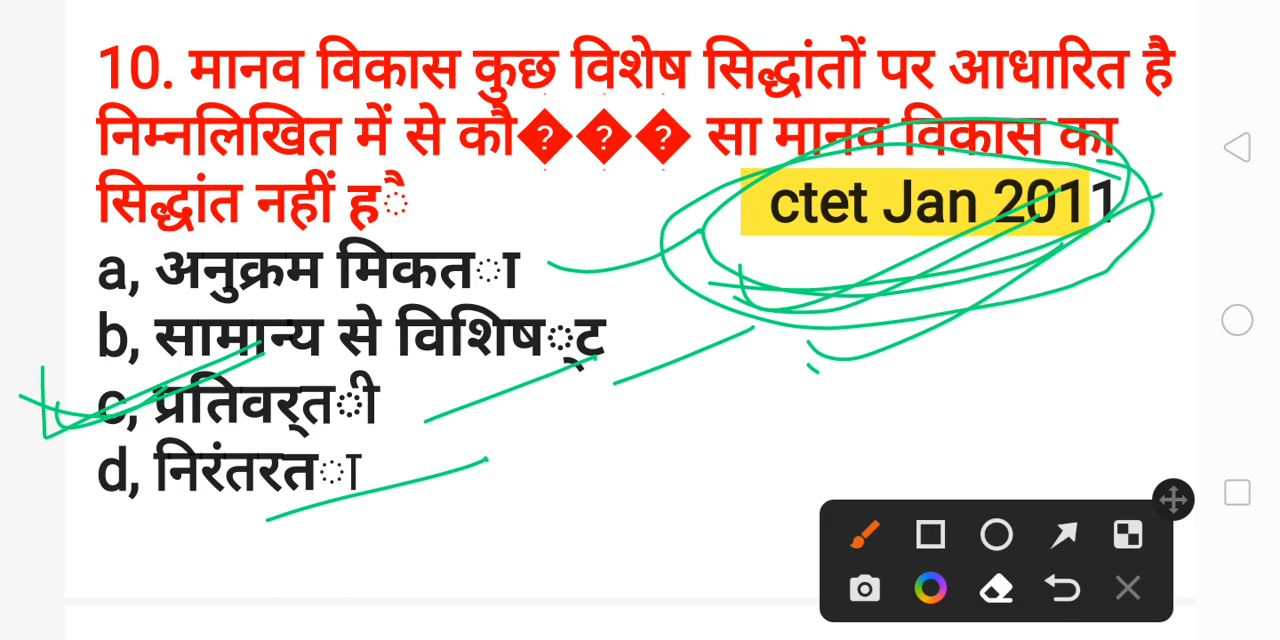 10. मानव विकास कुछ विशेष सिद्धांतों पर आधारित है
निम्नलिखित में से कौ��� सा मानव विकास का
सिद्धांत नहीं है ctet Jan 2011
a, अनुक्रम मिकता
b, सामान्य से विशिष्ट
c, प्रतिवर्ती
d, निरंतरता